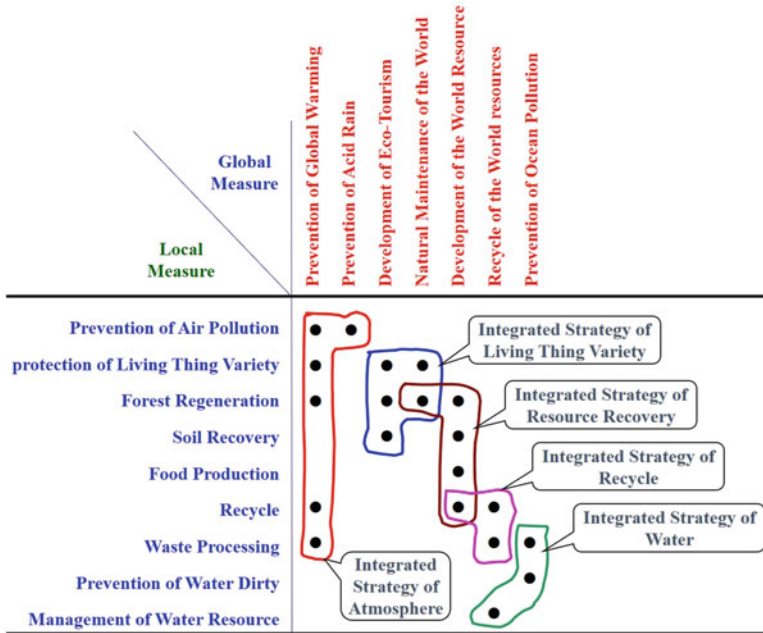 Prevention of Global Warming
Prevention of Acid Rain
Development of Eco-Tourism
Natural Maintenance of the World
Development of the World Resource
Recycle of the World resources
Prevention of Ocean Pollution
Global
Measure
Local
Measure
Prevention of Air Pollution
protection of Living Thing Variety
Forest Regeneration
Soil Recovery
Food Production
Recycle
Waste Processing
Prevention of Water Dirty
Management of Water Resource
Integrated Strategy of
Living Thing Variety
Integrated Strategy of
Resource Recovery
Integrated Strategy of
Recycle
Integrated Strategy of
Water
Integrated
Strategy of
Atmosphere